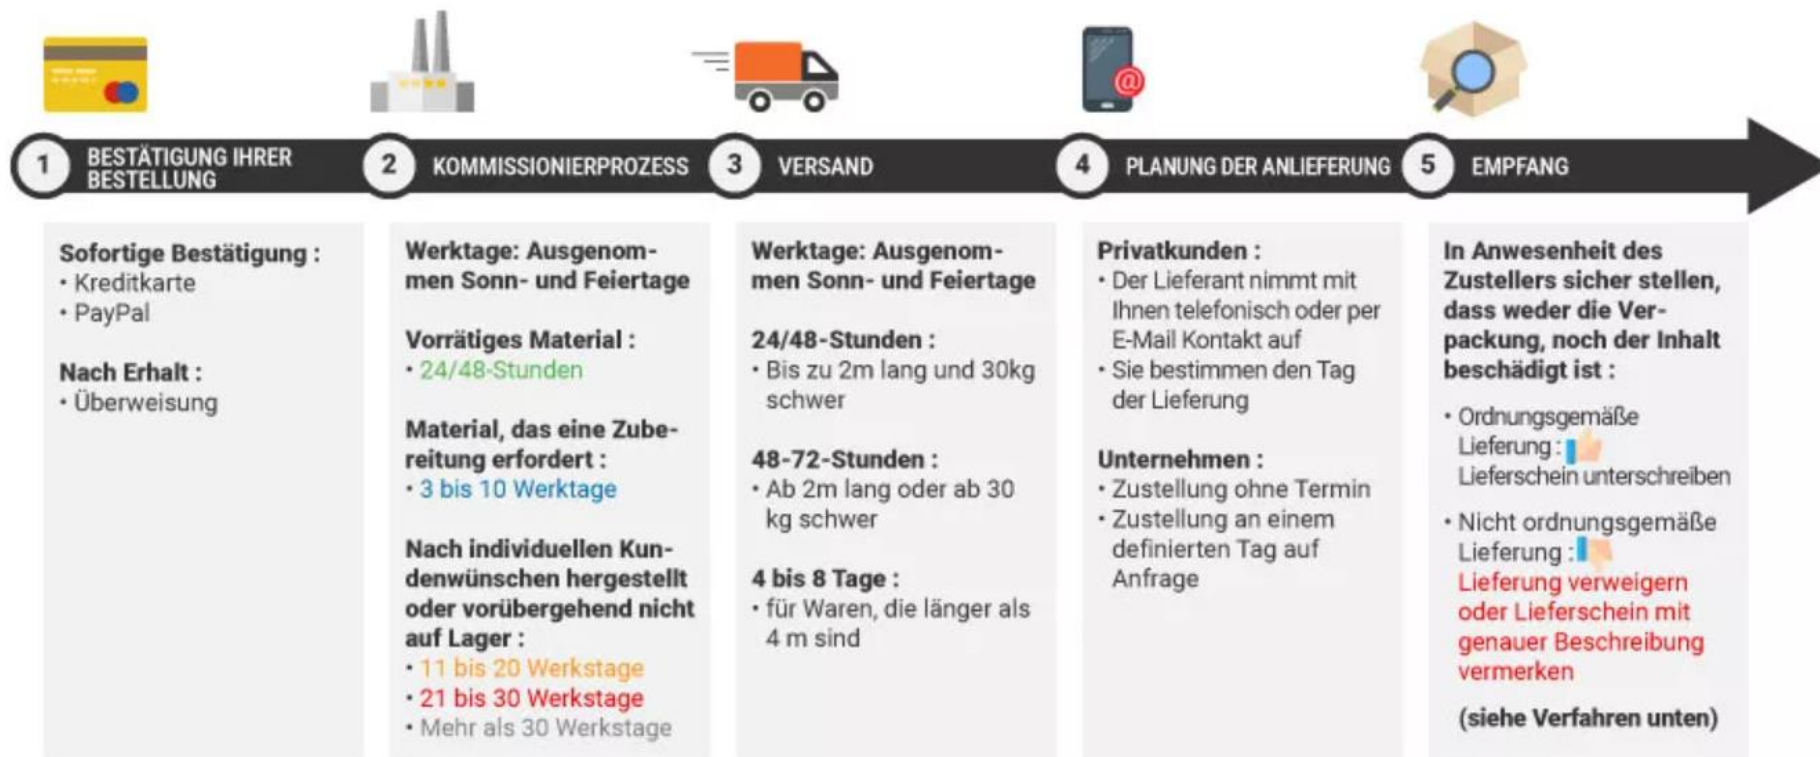 @
1
BESTÄTIGUNG IHRER
BESTELLUNG
2
KOMMISSIONIERPROZESS
3
VERSAND
4
PLANUNG DER ANLIEFERUNG
5
EMPFANG
Sofortige Bestätigung :
• Kreditkarte
• PayPal
Nach Erhalt :
• Überweisung
Werktage: Ausgenom-
men Sonn- und Feiertage
Vorrätiges Material :
• 24/48-Stunden
Material, das eine Zube-
reitung erfordert :
• 3 bis 10 Werktage
Nach individuellen Kun-
denwünschen hergestellt
oder vorübergehend nicht
auf Lager :
• 11 bis 20 Werkstage
• 21 bis 30 Werkstage
• Mehr als 30 Werkstage
Werktage: Ausgenom-
men Sonn- und Feiertage
24/48-Stunden :
• Bis zu 2m lang und 30kg
schwer
48-72-Stunden :
• Ab 2m lang oder ab 30
kg schwer
4 bis 8 Tage :
• für Waren, die länger als
4 m sind
Privatkunden :
• Der Lieferant nimmt mit
Ihnen telefonisch oder per
E-Mail Kontakt auf
• Sie bestimmen den Tag
der Lieferung
Unternehmen :
• Zustellung ohne Termin
• Zustellung an einem
definierten Tag auf
Anfrage
In Anwesenheit des
Zustellers sicher stellen,
dass weder die Ver-
packung, noch der Inhalt
beschädigt ist :
• Ordnungsgemäße
Lieferung :
Lieferschein unterschreiben
• Nicht ordnungsgemäße
Lieferung :
Lieferung verweigern
oder Lieferschein mit
genauer Beschreibung
vermerken
(siehe Verfahren unten)